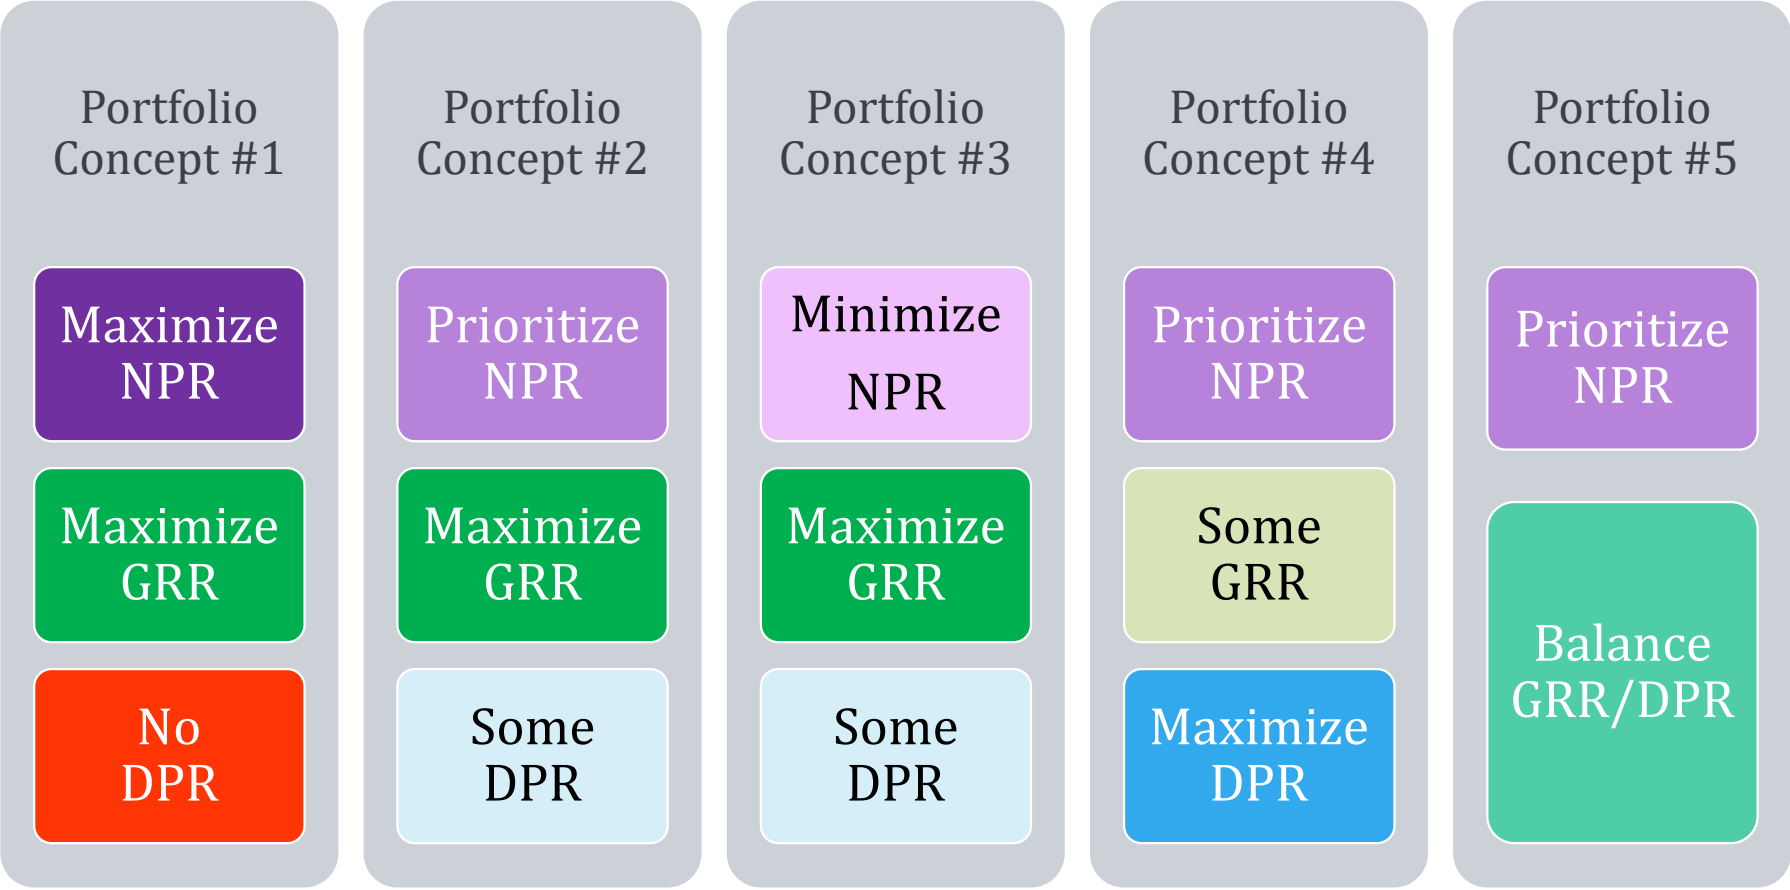 Portfolio
Concept #1
Maximize
NPR
Maximize
GRR
No
DPR
Portfolio
Concept #2
Prioritize
NPR
Maximize
GRR
Some
DPR
Portfolio
Concept #3
Minimize
NPR
Maximize
GRR
Some
DPR
Portfolio
Concept #4
Prioritize
NPR
Some
GRR
Maximize
DPR
Portfolio
Concept #5
Prioritize
NPR
Balance
GRR/DPR